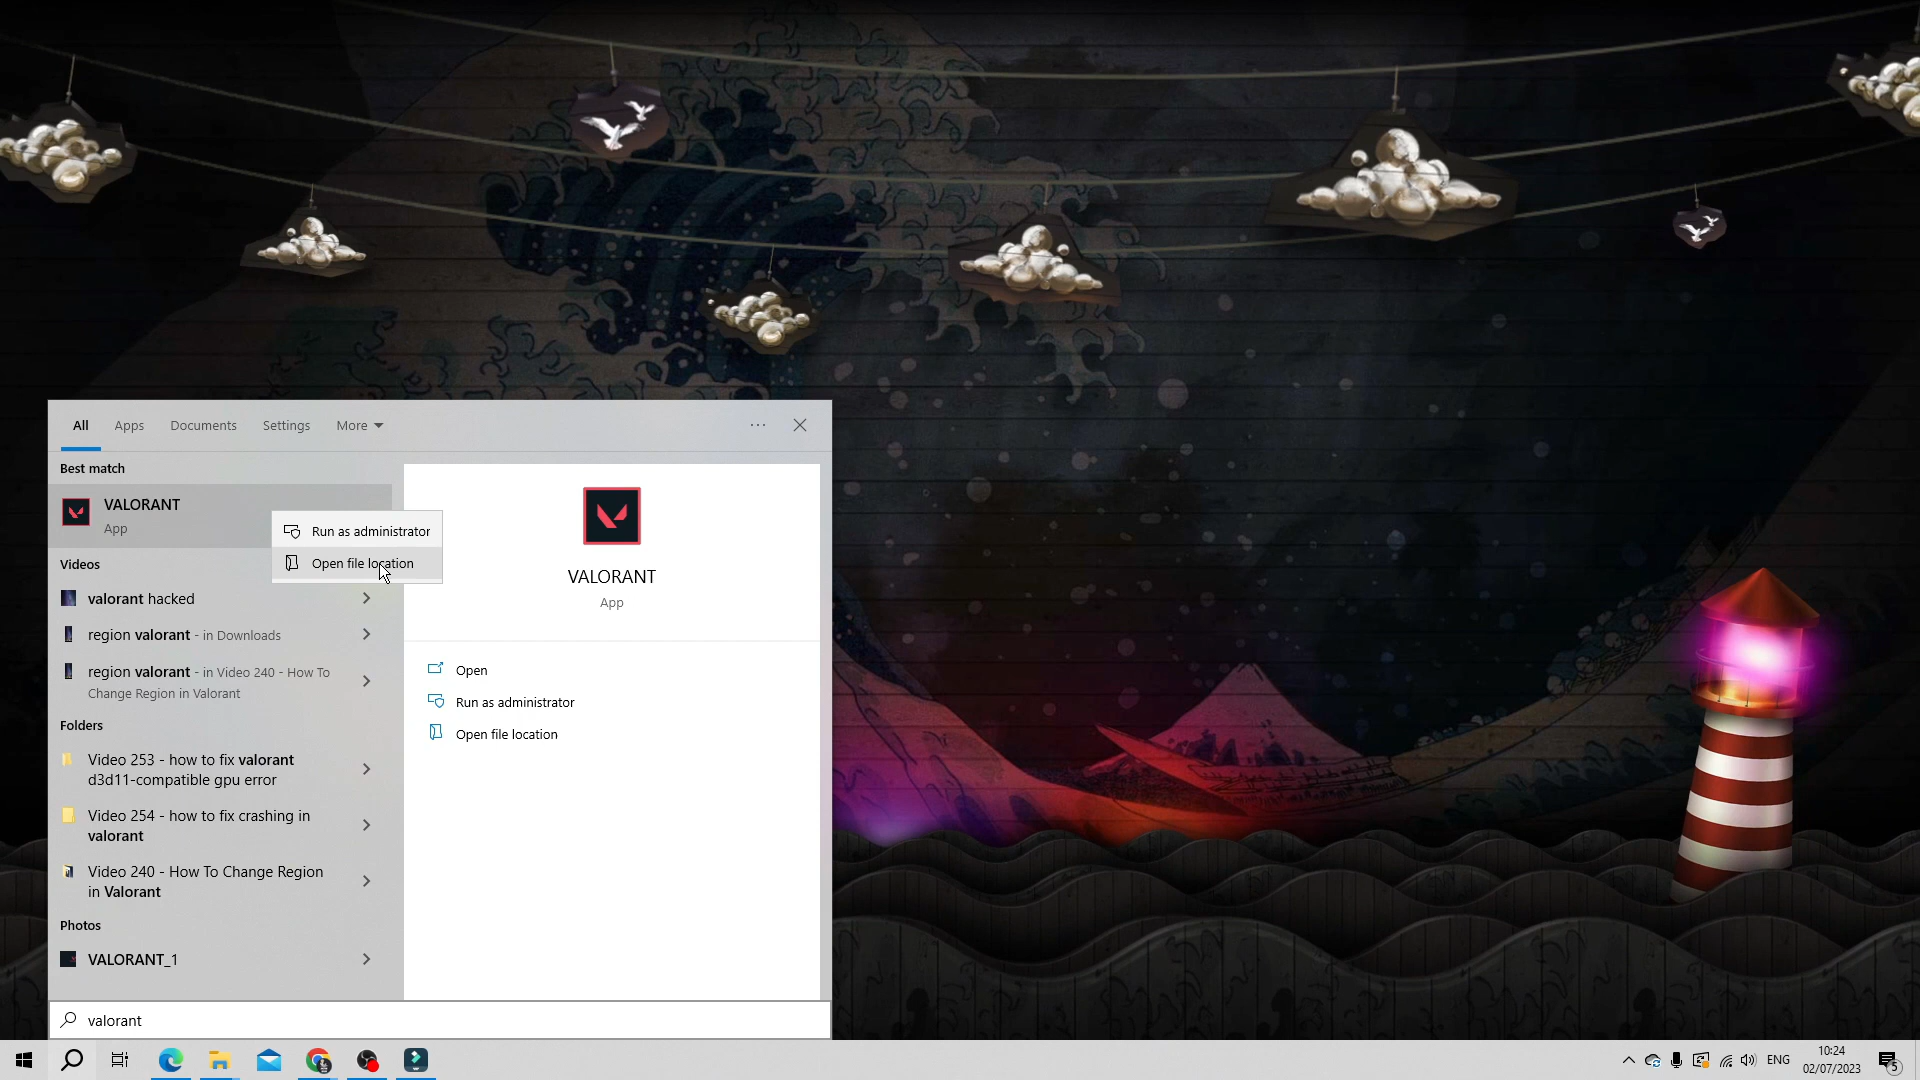 All
Apps
Documents
Settings
More
Best match
VALORANT
App
Run as administrator
Open file location
Videos
valorant hacked
region valorant - in Downloads
region valorant - in Video 240 - How To
Change Region in Valorant
Folders
Video 253 - how to fix valorant
d3d11-compatible gpu error
Video 254 - how to fix crashing in
valorant
Video 240 - How To Change Region
in Valorant
Photos
VALORANT_1
VALORANT
App
Open
Run as administrator
Open file location
valorant
ENG
10:24
02/07/2023
5